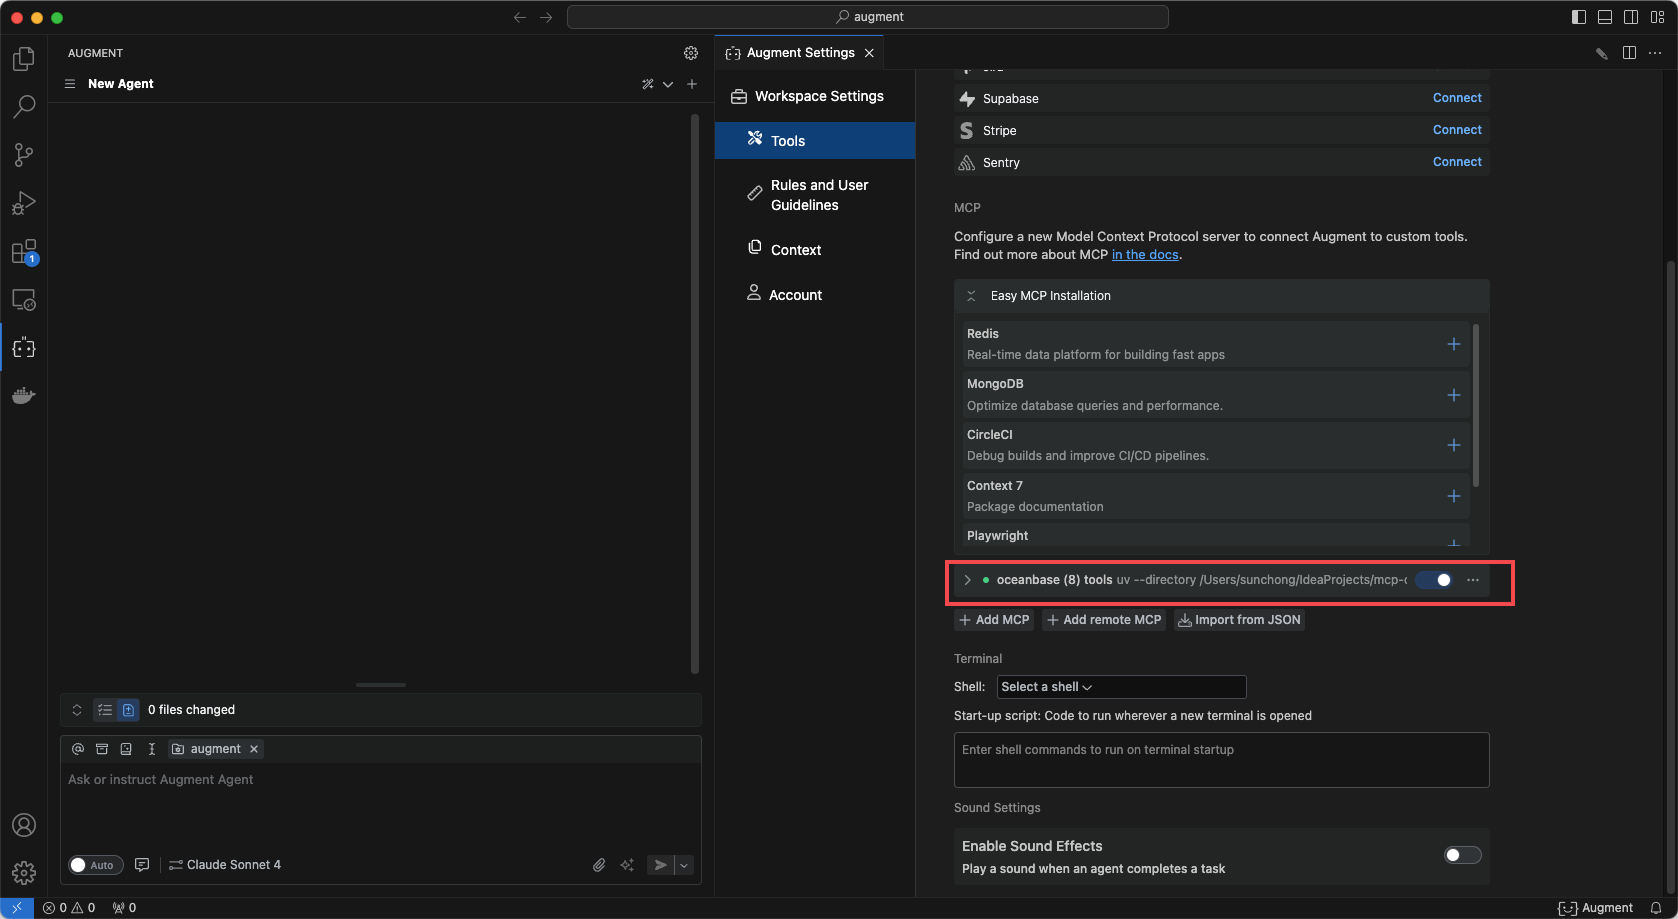 augment
AUGMENT
New Agent
0 files changed
augment
Ask or instruct Augment Agent
Auto
Claude Sonnet 4
Augment Settings
Workspace Settings
Tools
Rules and User
Guidelines
Context
Account
Supabase
Connect
Stripe
Connect
Sentry
Connect
MCP
Configure a new Model Context Protocol server to connect Augment to custom tools.
Find out more about MCP in the docs.
Easy MCP Installation
Redis
Real-time data platform for building fast apps
MongoDB
Optimize database queries and performance.
CircleCI
Debug builds and improve CI/CD pipelines.
Context 7
Package documentation
Playwright
oceanbase (8) tools uv --directory /Users/sunchong/IdeaProjects/mcp-
Add MCP
Add remote MCP
Import from JSON
Terminal
Shell:
Select a shell
Start-up script: Code to run wherever a new terminal is opened
Enter shell commands to run on terminal startup
Sound Settings
Enable Sound Effects
Play a sound when an agent completes a task
1
0
0
0
Augment